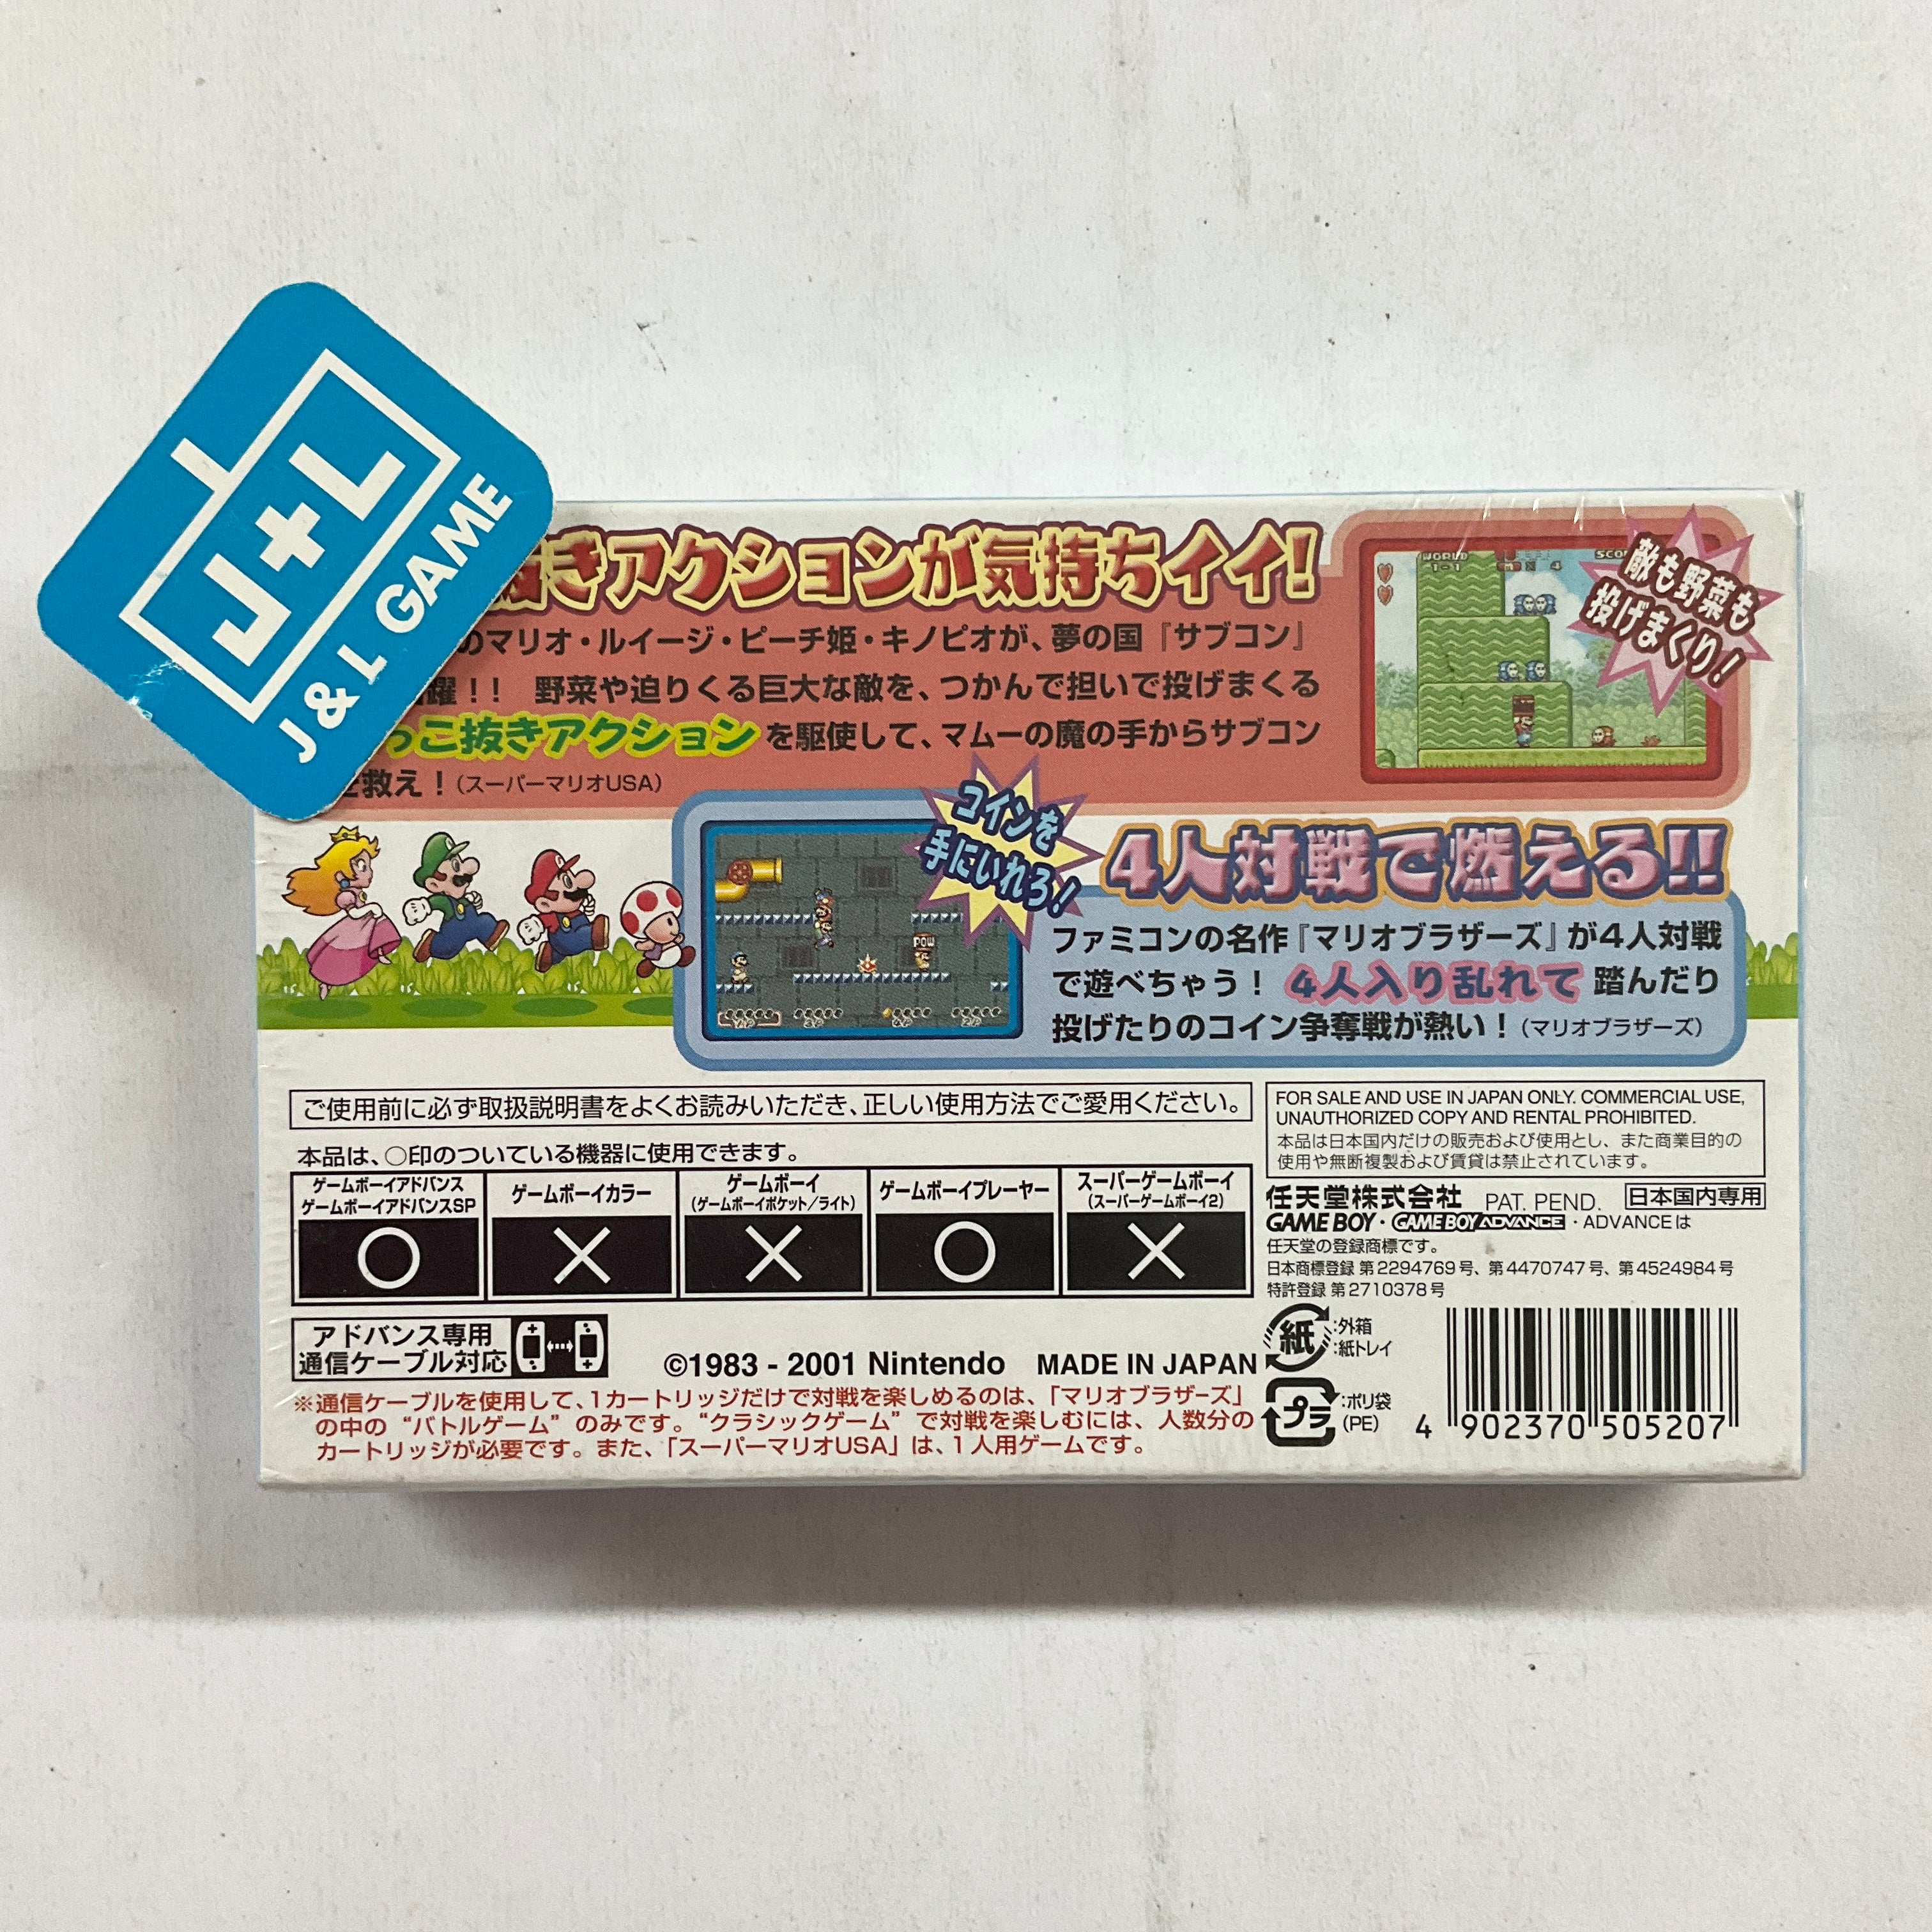 J+L
J & L GAME
抜きアクションが気持ちイイ!
のマリオ・ルイージ・ピーチ姫・キノピオが、夢の国『サブコン』
躍!! 野菜や迫りくる巨大な敵を、つかんで担いで投げまくる
っこ抜きアクションを駆使して、マムーの魔の手からサブコン
を救え!(スーパーマリオUSA)
WORLD
1-1
4
敵も野菜も
投げまくり!
コインを
手にいれろ!
POW
4人対戦で燃える!!
ファミコンの名作『マリオブラザーズ』が4人対戦
で遊べちゃう! 4人入り乱れて 踏んだり
投げたりのコイン争奪戦が熱い!(マリオブラザーズ)
ご使用前に必ず取扱説明書をよくお読みいただき、正しい使用方法でご愛用ください。
本品は、○印のついている機器に使用できます。
ゲームボーイアドバンス
ゲームボーイアドバンスSP
○
ゲームボーイカラー
×
ゲームボーイ
(ゲームボーイポケット/ライト)
×
ゲームボーイプレーヤー
○
スーパーゲームボーイ
(スーパーゲームボーイ2)
×
アドバンス専用
通信ケーブル対応
©1983 - 2001 Nintendo MADE IN JAPAN
※通信ケーブルを使用して、1カートリッジだけで対戦を楽しめるのは、「マリオブラザーズ」
の中の“バトルゲーム”のみです。“クラシックゲーム”で対戦を楽しむには、人数分の
カートリッジが必要です。また、「スーパーマリオUSA」は、1人用ゲームです。
FOR SALE AND USE IN JAPAN ONLY. COMMERCIAL USE,
UNAUTHORIZED COPY AND RENTAL PROHIBITED.
本品は日本国内だけの販売および使用とし、また商業目的の
使用や無断複製および賃貸は禁止されています。
任天堂株式会社 PAT. PEND. 日本国内専用
GAME BOY・GAME BOY ADVANCE・ADVANCEは
任天堂の登録商標です。
日本商標登録 第2294769号、第4470747号、第4524984号
特許登録 第2710378号
紙:外箱
:紙トレイ
プラ:ポリ袋
(PE)
4 902370 505207